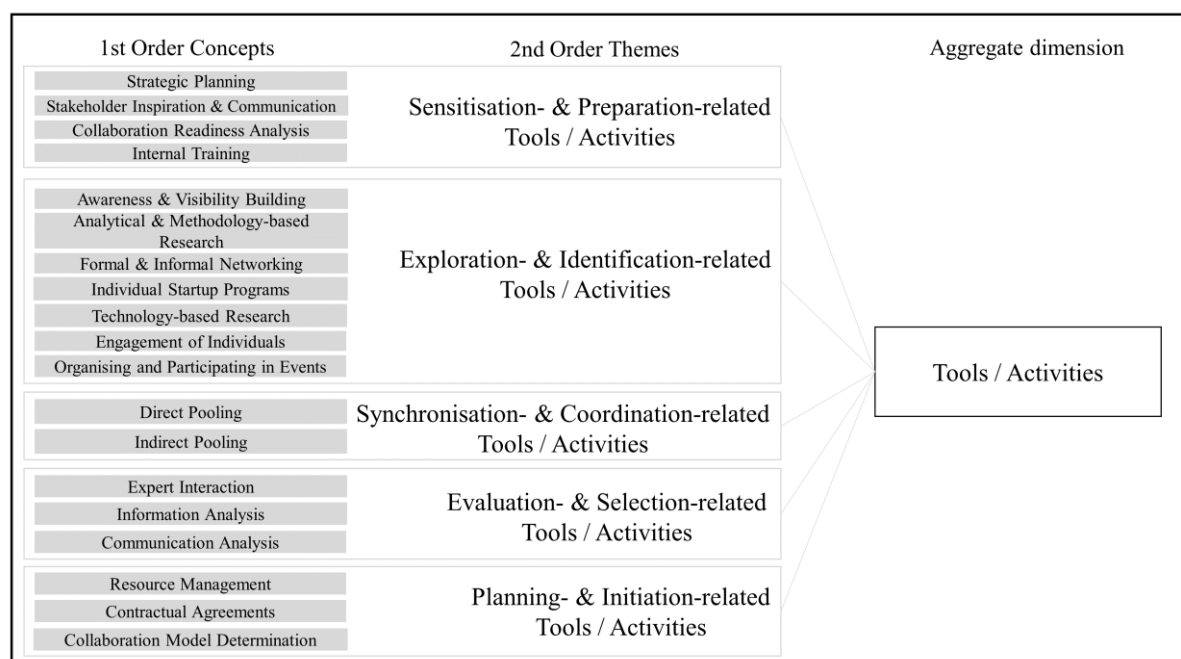 1st Order Concepts
2nd Order Themes
Aggregate dimension
Strategic Planning
Stakeholder Inspiration & Communication
Collaboration Readiness Analysis
Internal Training
Sensitisation- & Preparation-related
Tools / Activities
Awareness & Visibility Building
Analytical & Methodology-based
Research
Formal & Informal Networking
Individual Startup Programs
Technology-based Research
Engagement of Individuals
Organising and Participating in Events
Exploration- & Identification-related
Tools / Activities
Direct Pooling
Indirect Pooling
Synchronisation- & Coordination-related
Tools / Activities
Expert Interaction
Information Analysis
Communication Analysis
Evaluation- & Selection-related
Tools / Activities
Resource Management
Contractual Agreements
Collaboration Model Determination
Planning- & Initiation-related
Tools / Activities
Tools / Activities